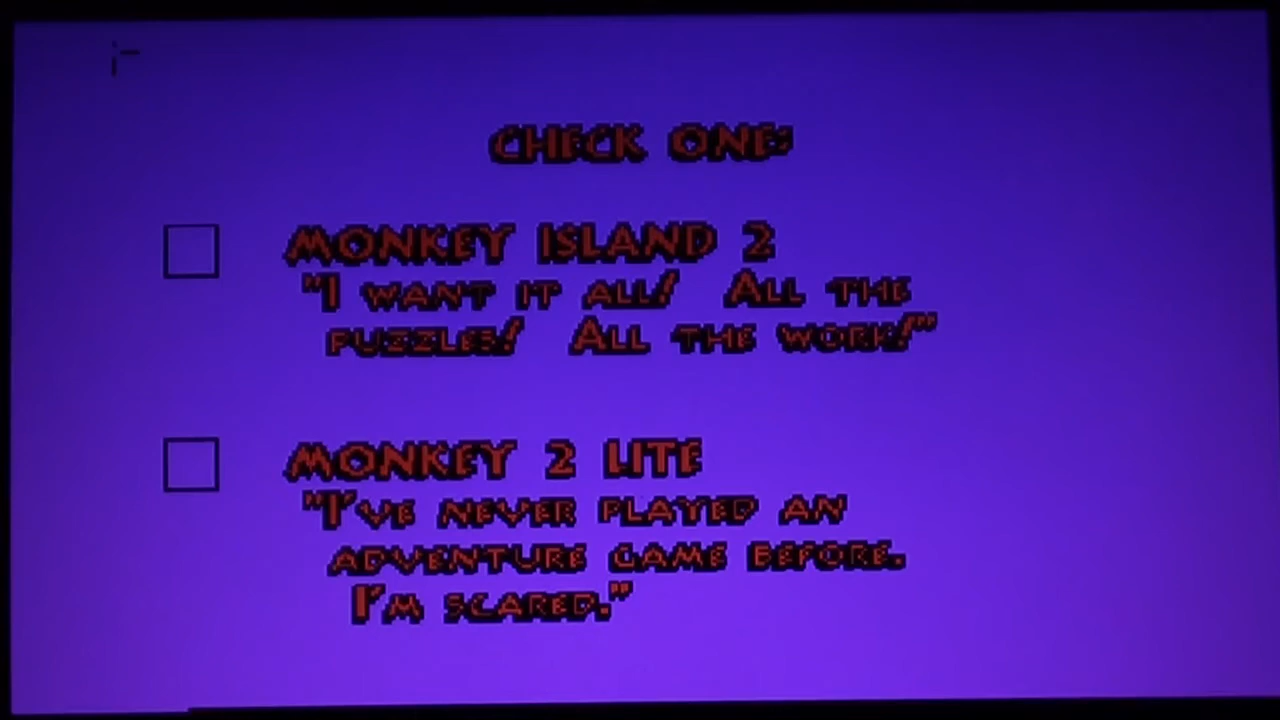 CHECK ONE:
MONKEY ISLAND 2
"I WANT IT ALL! ALL THE
PUZZLES! ALL THE WORK!"
MONKEY 2 LITE
"I'VE NEVER PLAYED AN
ADVENTURE GAME BEFORE.
I'M SCARED."